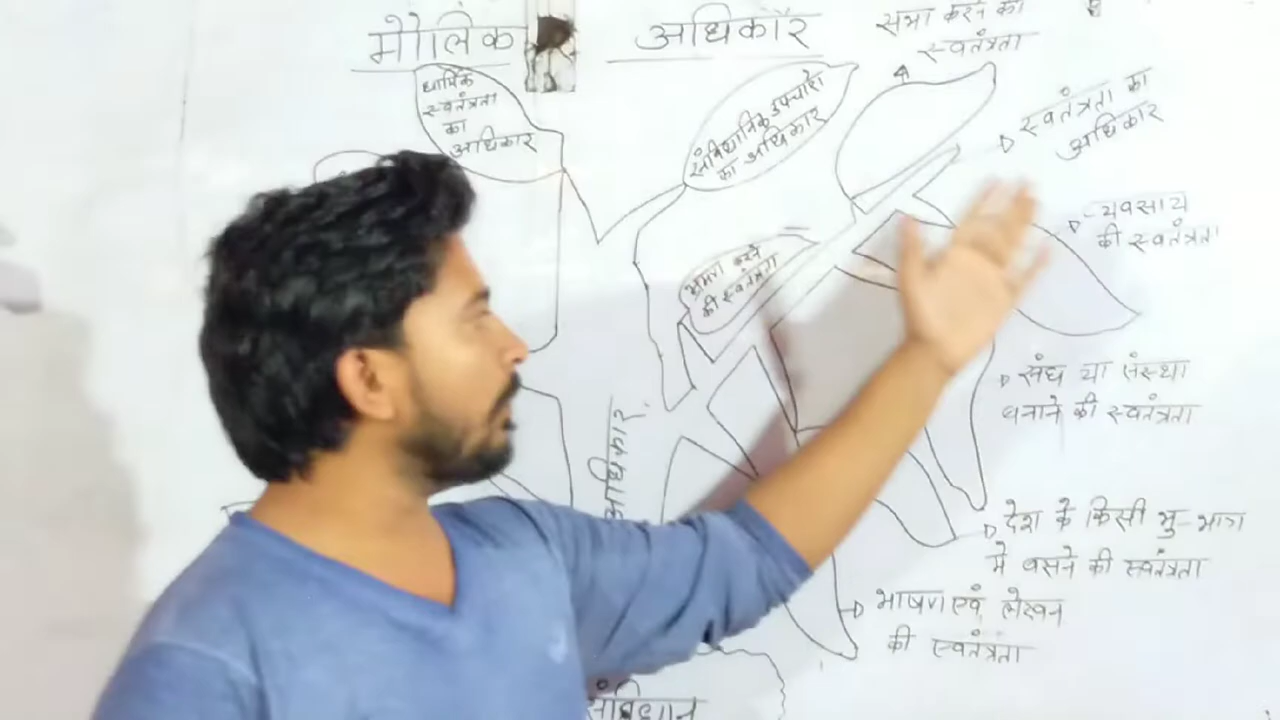 मौलिक अधिकार
सभा करने की
स्वतंत्रता
धार्मिक
स्वतंत्रता
का
अधिकार
संविधानिक उपचारो
का अधिकार
स्वतंत्रता का
अधिकार
व्यवसाय
की स्वतंत्रता
भ्रमण करने
की स्वतंत्रता
संघ या संस्था
बनाने की स्वतंत्रता
अधिकार
देश के किसी भु-भाग
मे बसने की स्वतंत्रता
भाषण एवं लेखन
की स्वतंत्रता
संविधान